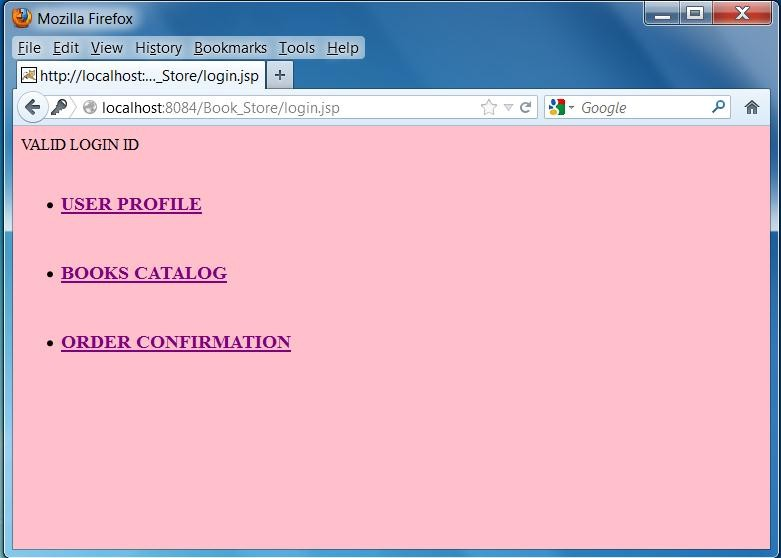 Mozilla Firefox
File Edit View History Bookmarks Tools Help
http://localhost:..._Store/login.jsp
localhost:8084/Book_Store/login.jsp Google
VALID LOGIN ID
• USER PROFILE
• BOOKS CATALOG
• ORDER CONFIRMATION